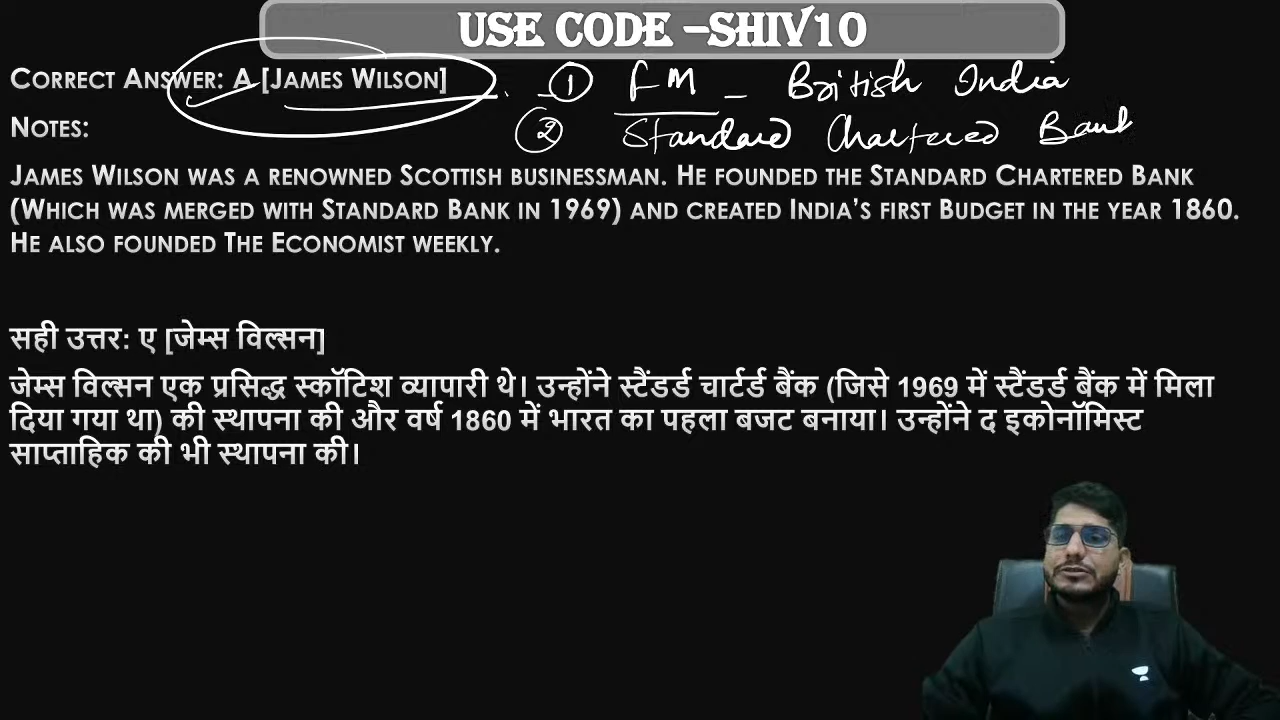 USE CODE –SHIV10
CORRECT ANSWER: A [JAMES WILSON] . – ① FM – British India
NOTES: ② Standard Chartered Bank
JAMES WILSON WAS A RENOWNED SCOTTISH BUSINESSMAN. HE FOUNDED THE STANDARD CHARTERED BANK
(WHICH WAS MERGED WITH STANDARD BANK IN 1969) AND CREATED INDIA’S FIRST BUDGET IN THE YEAR 1860.
HE ALSO FOUNDED THE ECONOMIST WEEKLY.
सही उत्तर: ए [जेम्स विल्सन]
जेम्स विल्सन एक प्रसिद्ध स्कॉटिश व्यापारी थे। उन्होंने स्टैंडर्ड चार्टर्ड बैंक (जिसे 1969 में स्टैंडर्ड बैंक में मिला
दिया गया था) की स्थापना की और वर्ष 1860 में भारत का पहला बजट बनाया। उन्होंने द इकोनॉमिस्ट
साप्ताहिक की भी स्थापना की।